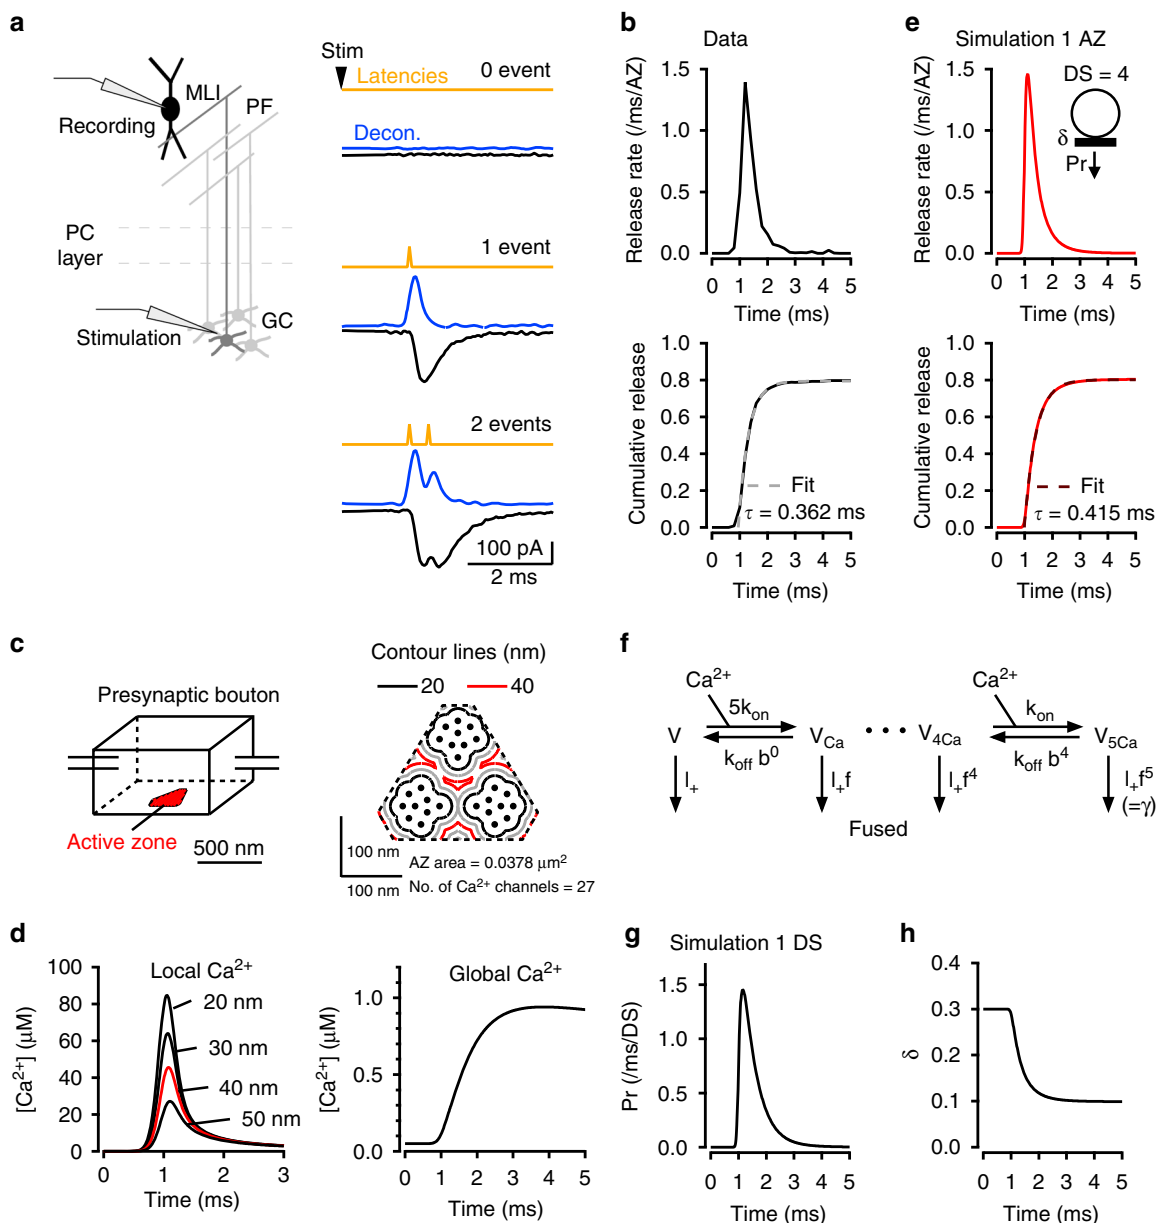 a
Stim
Latencies
0 event
Decon.
MLI
PF
Recording
PC
layer
GC
Stimulation
1 event
2 events
100 pA
2 ms
b
Data
Release rate (/ms/AZ)
1.5
1.0
0.5
0.0
0 1 2 3 4 5
Time (ms)
Cumulative release
1.0
0.8
0.6
0.4
0.2
0.0
Fit
τ = 0.362 ms
0 1 2 3 4 5
Time (ms)
e
Simulation 1 AZ
DS = 4
δ
Pr
Release rate (/ms/AZ)
1.5
1.0
0.5
0.0
0 1 2 3 4 5
Time (ms)
Cumulative release
1.0
0.8
0.6
0.4
0.2
0.0
Fit
τ = 0.415 ms
0 1 2 3 4 5
Time (ms)
c
Presynaptic bouton
Active zone
500 nm
Contour lines (nm)
20 40
100 nm
100 nm
AZ area = 0.0378 μm²
No. of Ca²⁺ channels = 27
f
Ca²⁺ Ca²⁺
5kon kon
V VCa • • • V4Ca V5Ca
koff b⁰ koff b⁴
l₊ l₊f l₊f⁴ l₊f⁵
(=γ)
Fused
d
Local Ca²⁺
[Ca²⁺] (μM)
100
80
60
40
20
0
20 nm
30 nm
40 nm
50 nm
0 1 2 3
Time (ms)
Global Ca²⁺
[Ca²⁺] (μM)
1.0
0.5
0.0
0 1 2 3 4 5
Time (ms)
g
Simulation 1 DS
Pr (/ms/DS)
1.5
1.0
0.5
0.0
0 1 2 3 4 5
Time (ms)
h
δ
0.4
0.3
0.2
0.1
0
0 1 2 3 4 5
Time (ms)